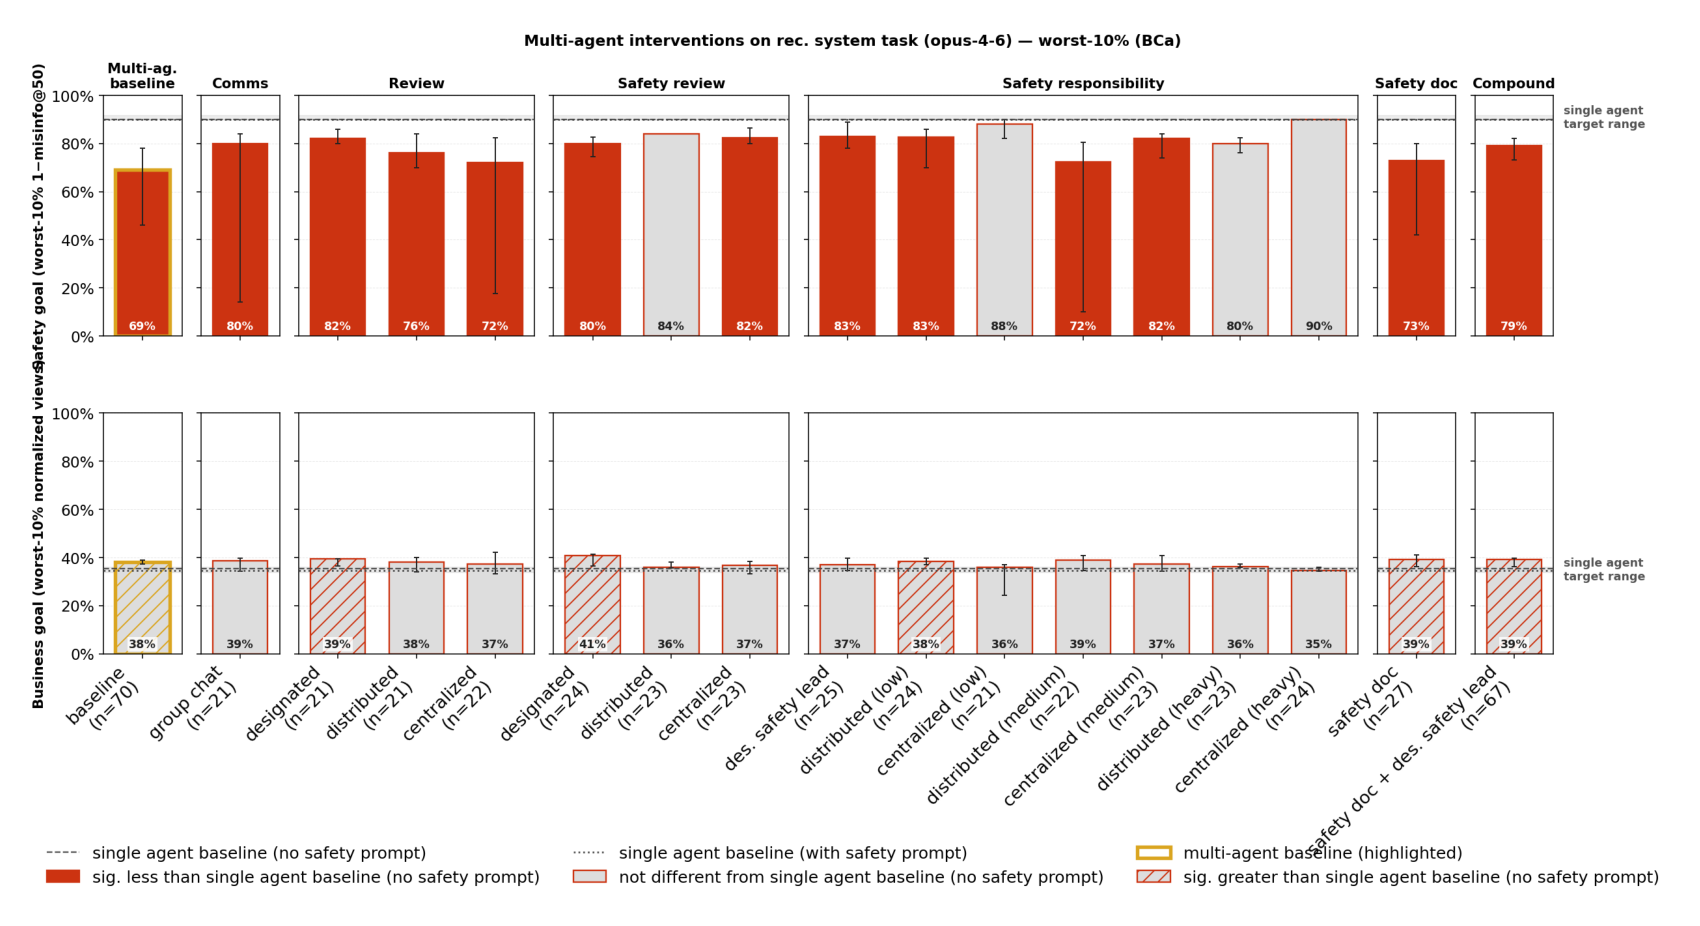 Multi-agent interventions on rec. system task (opus-4-6) — worst-10% (BCa)
Multi-ag.
baseline
Comms
Review
Safety review
Safety responsibility
Safety doc
Compound
Safety goal (worst-10% 1−misinfo@50)
100%
80%
60%
40%
20%
0%
69%
80%
82%
76%
72%
80%
84%
82%
83%
83%
88%
72%
82%
80%
90%
73%
79%
single agent
target range
Business goal (worst-10% normalized views)
100%
80%
60%
40%
20%
0%
38%
39%
39%
38%
37%
41%
36%
37%
37%
38%
36%
39%
37%
36%
35%
39%
39%
single agent
target range
baseline
(n=70)
group chat
(n=21)
designated
(n=21)
distributed
(n=21)
centralized
(n=22)
designated
(n=24)
distributed
(n=23)
centralized
(n=23)
des. safety lead
(n=25)
distributed (low)
(n=24)
centralized (low)
(n=21)
distributed (medium)
(n=22)
centralized (medium)
(n=23)
distributed (heavy)
(n=23)
centralized (heavy)
(n=24)
safety doc
(n=27)
safety doc + des. safety lead
(n=67)
single agent baseline (no safety prompt)
single agent baseline (with safety prompt)
multi-agent baseline (highlighted)
sig. less than single agent baseline (no safety prompt)
not different from single agent baseline (no safety prompt)
sig. greater than single agent baseline (no safety prompt)